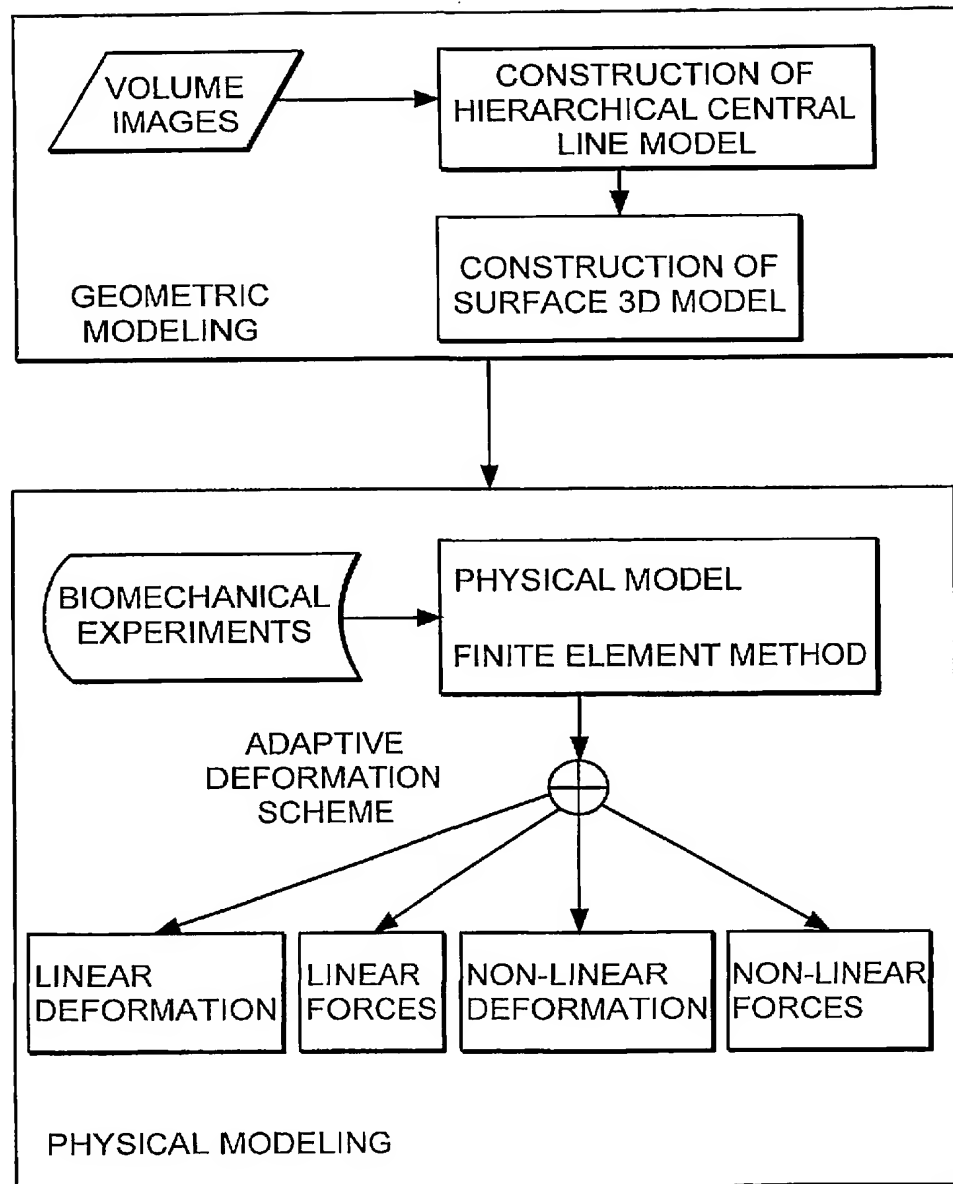 VOLUME
IMAGES
CONSTRUCTION OF
HIERARCHICAL CENTRAL
LINE MODEL
CONSTRUCTION OF
SURFACE 3D MODEL
GEOMETRIC
MODELING
BIOMECHANICAL
EXPERIMENTS
PHYSICAL MODEL
FINITE ELEMENT METHOD
ADAPTIVE
DEFORMATION
SCHEME
LINEAR
DEFORMATION
LINEAR
FORCES
NON-LINEAR
DEFORMATION
NON-LINEAR
FORCES
PHYSICAL MODELING